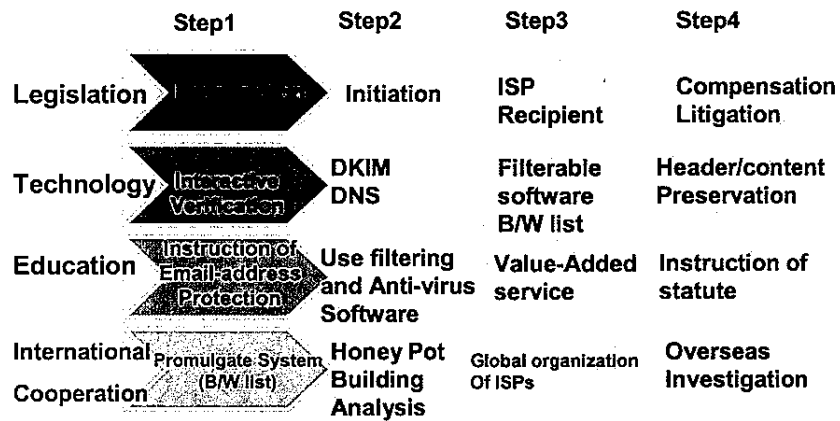 Step1 Step2 Step3 Step4
Legislation Initiation ISP Compensation
Recipient Litigation
Technology Interactive DKIM Filterable Header/content
Verification DNS software Preservation
B/W list
Education Instruction of Use filtering Value-Added Instruction of
Email-address and Anti-virus service statute
Protection Software
International Promulgate System Honey Pot Global organization Overseas
Cooperation (B/W list) Building Of ISPs Investigation
Analysis